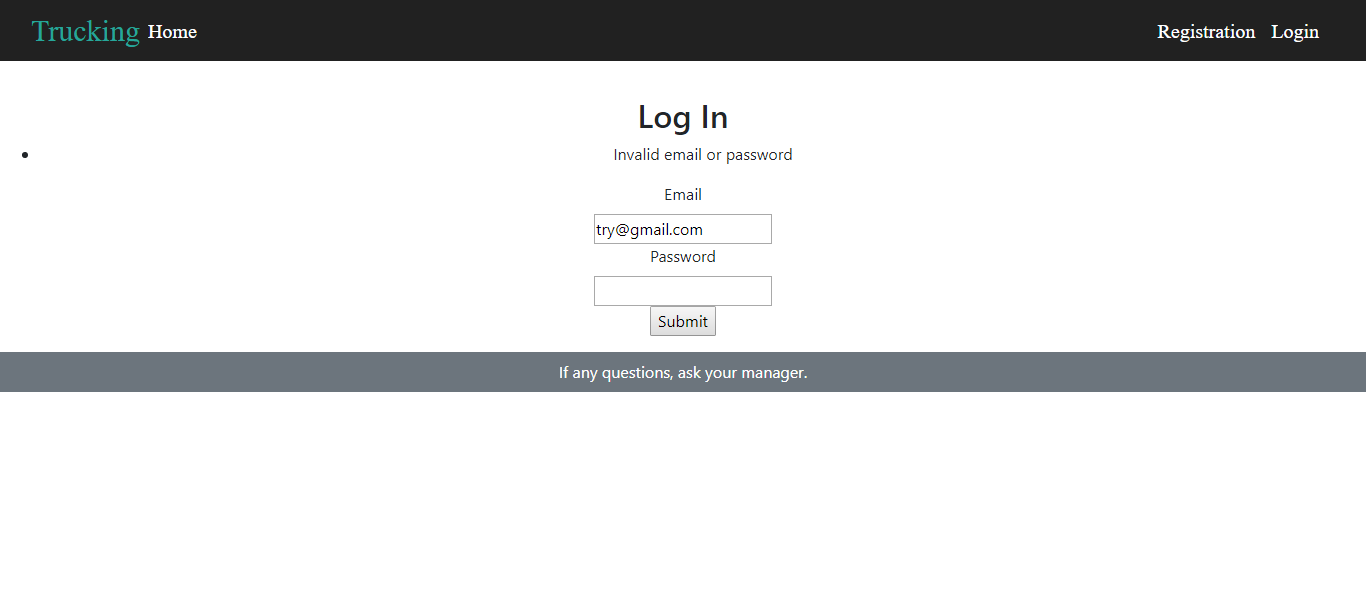 Trucking Home Registration Login
Log In
Invalid email or password
Email
try@gmail.com
Password
Submit
If any questions, ask your manager.